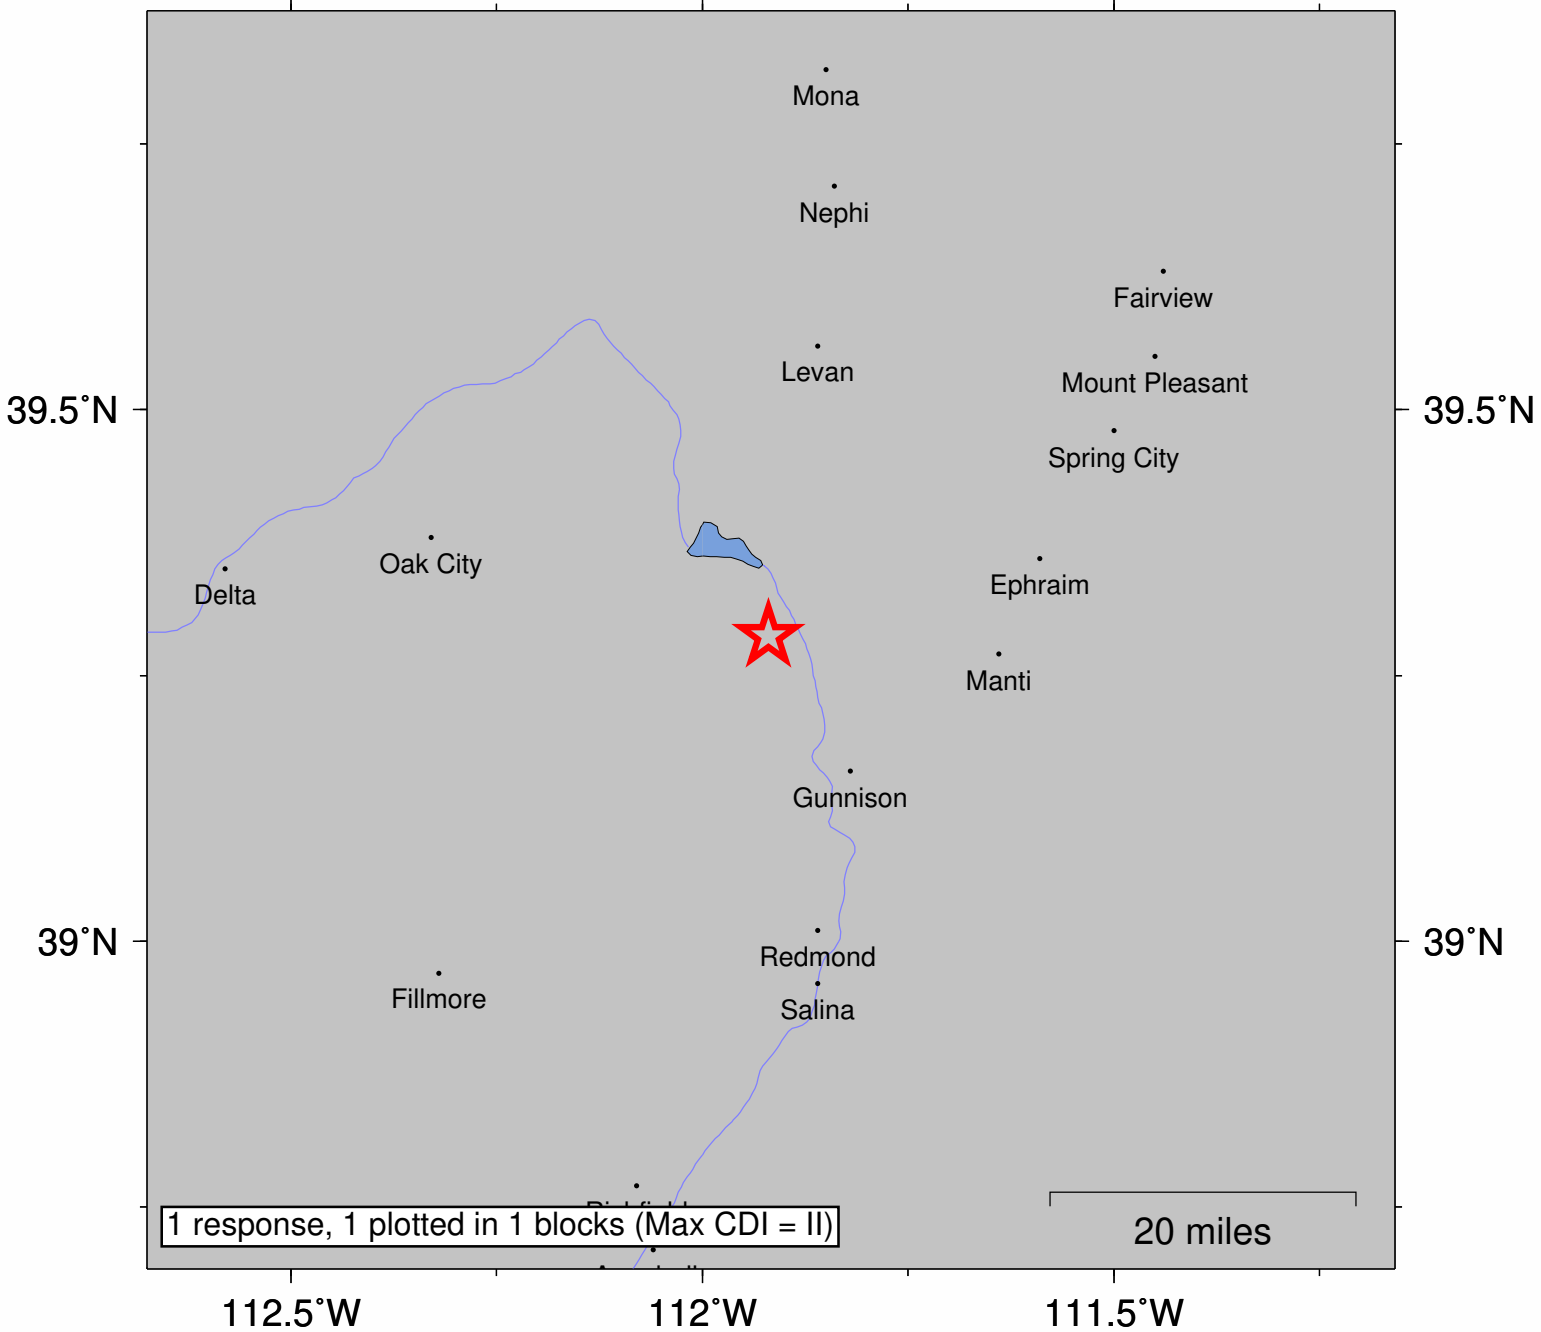 Mona
Nephi
Fairview
Levan
Mount Pleasant
39.5°N
39.5°N
Spring City
Oak City
Delta
Ephraim
Manti
Gunnison
39°N
39°N
Redmond
Fillmore
Salina
1 response, 1 plotted in 1 blocks (Max CDI = II)
20 miles
112.5°W
112°W
111.5°W